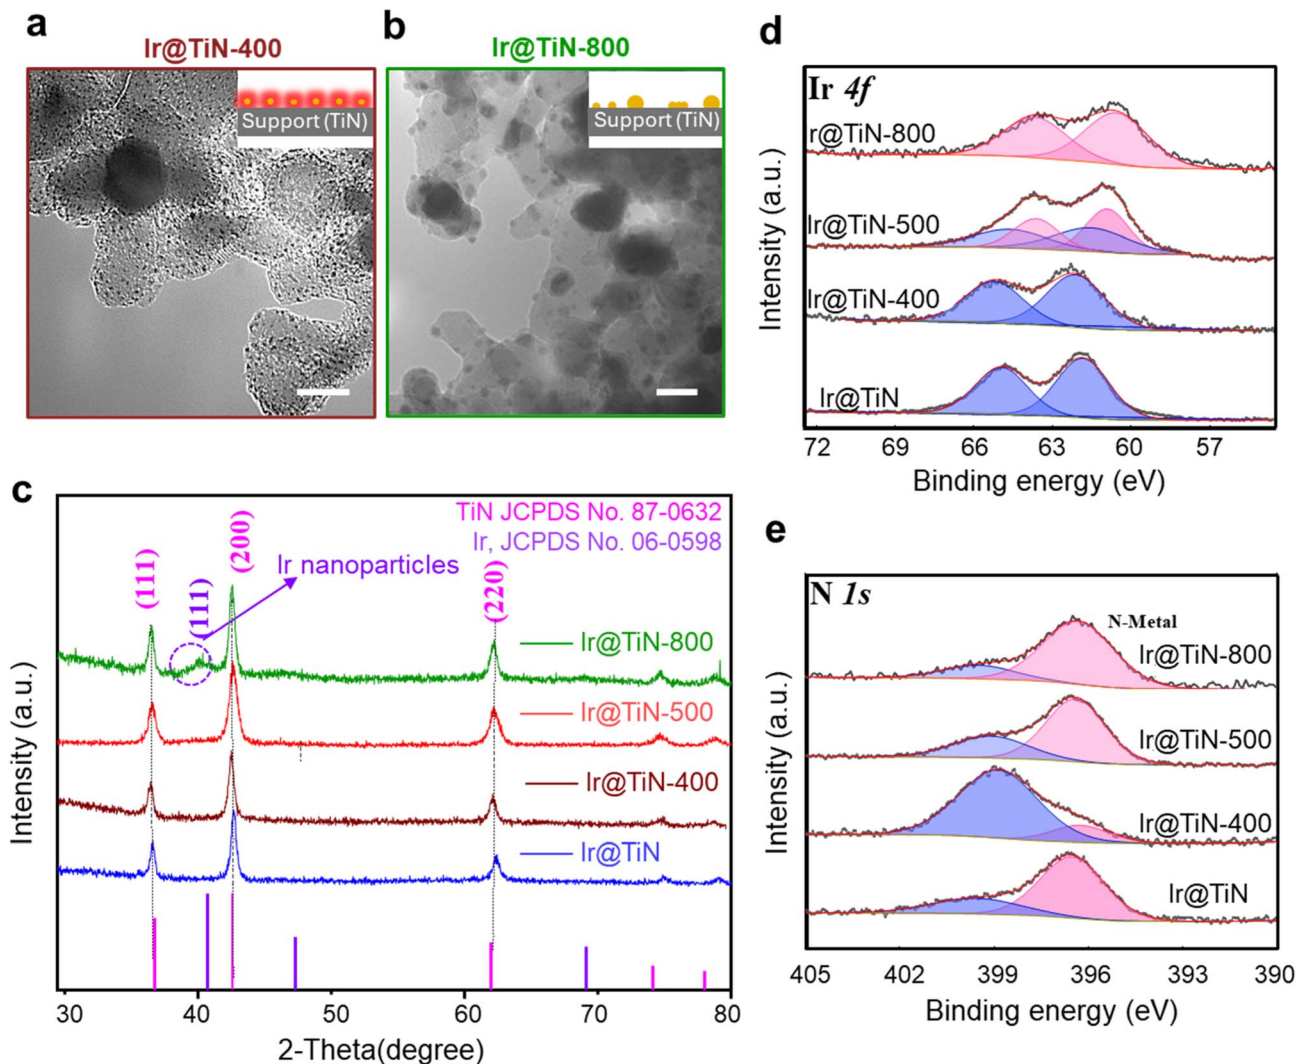 a
Ir@TiN-400
Support (TiN)
b
Ir@TiN-800
Support (TiN)
c
TiN JCPDS No. 87-0632
Ir, JCPDS No. 06-0598
(111)
(111)
(200)
Ir nanoparticles
(220)
Ir@TiN-800
Ir@TiN-500
Ir@TiN-400
Ir@TiN
Intensity (a.u.)
30 40 50 60 70 80
2-Theta(degree)
d
Ir 4f
r@TiN-800
Ir@TiN-500
Ir@TiN-400
Ir@TiN
Intensity (a.u.)
72 69 66 63 60 57
Binding energy (eV)
e
N 1s
N-Metal
Ir@TiN-800
Ir@TiN-500
Ir@TiN-400
Ir@TiN
Intensity (a.u.)
405 402 399 396 393 390
Binding energy (eV)